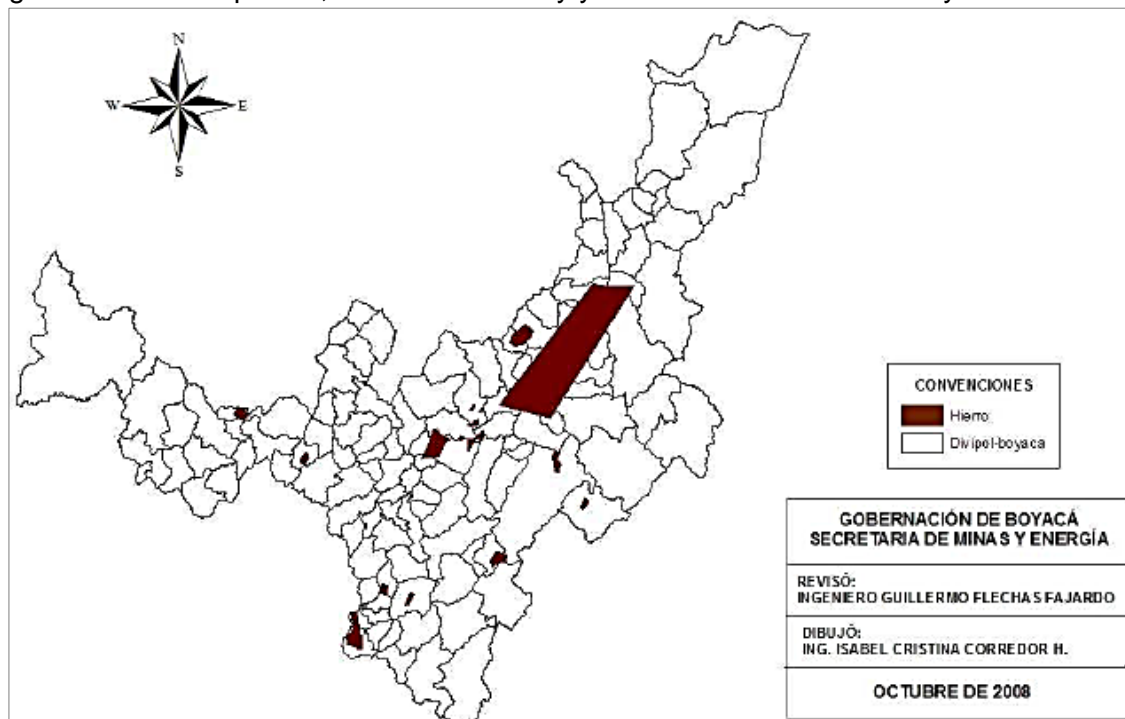 N
W E
S
CONVENCIONES
Hierro
Divipol-boyaca
GOBERNACIÓN DE BOYACÁ
SECRETARIA DE MINAS Y ENERGÍA
REVISÓ:
INGENIERO GUILLERMO FLECHAS FAJARDO
DIBUJÓ:
ING. ISABEL CRISTINA CORREDOR H.
OCTUBRE DE 2008